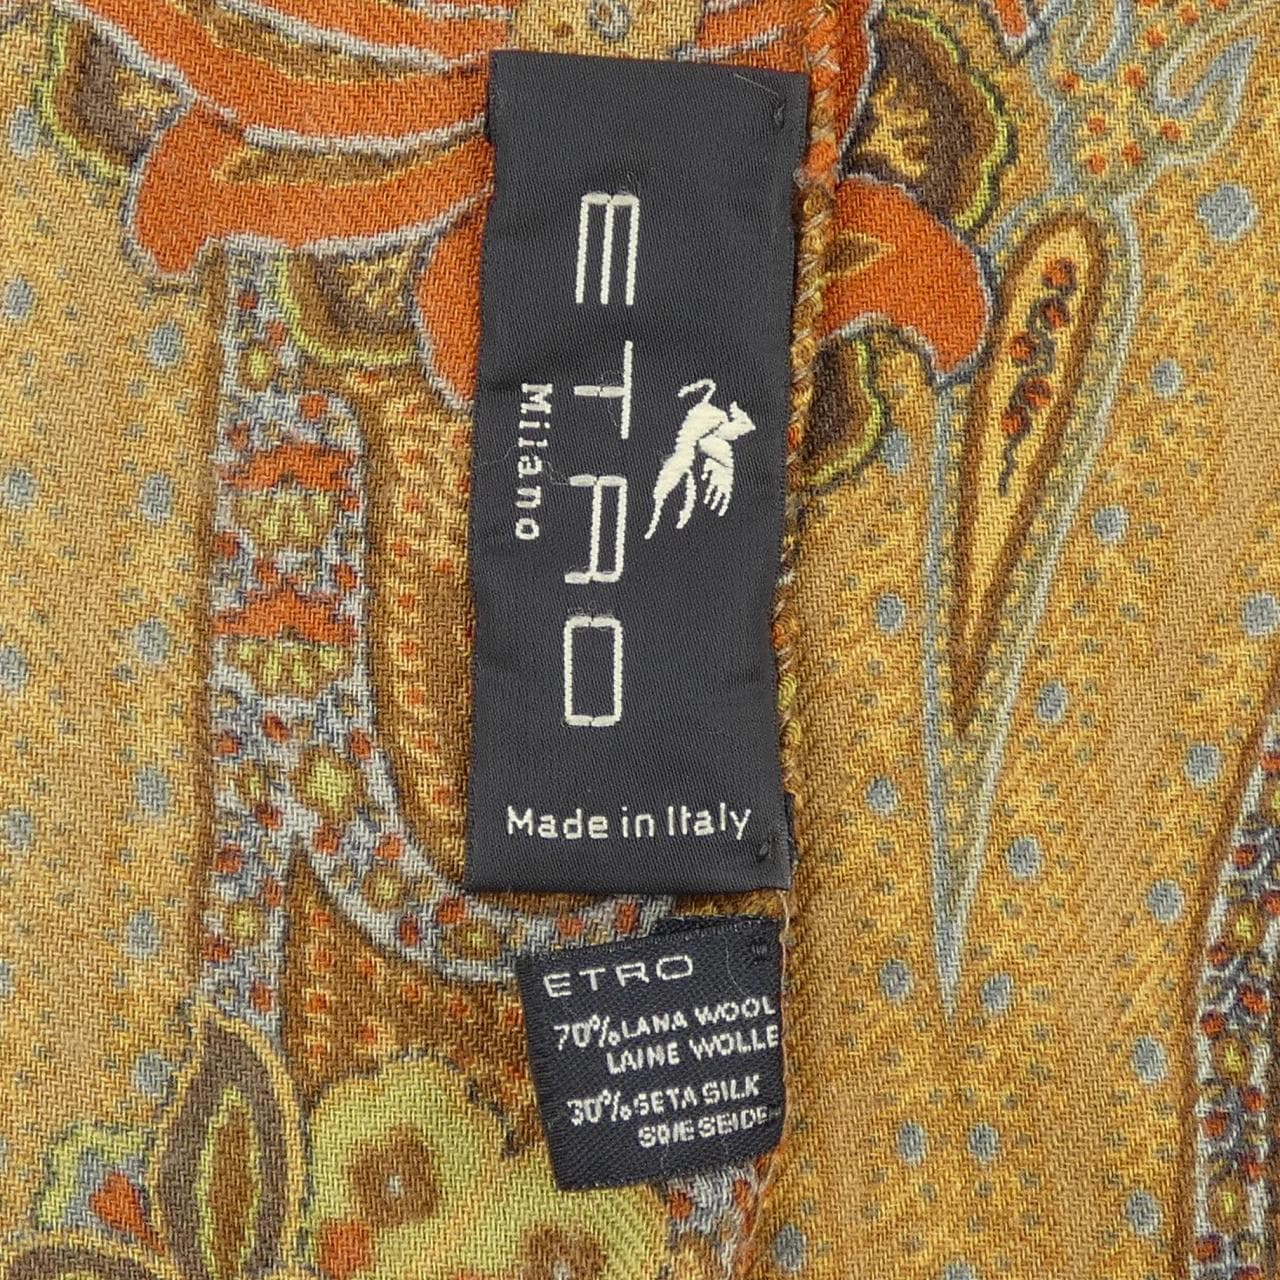 ETRO
Milano
Made in Italy
ETRO
70% LANA WOOL
LAINE WOLLE
30% SETA SILK
SOIE SEIDE